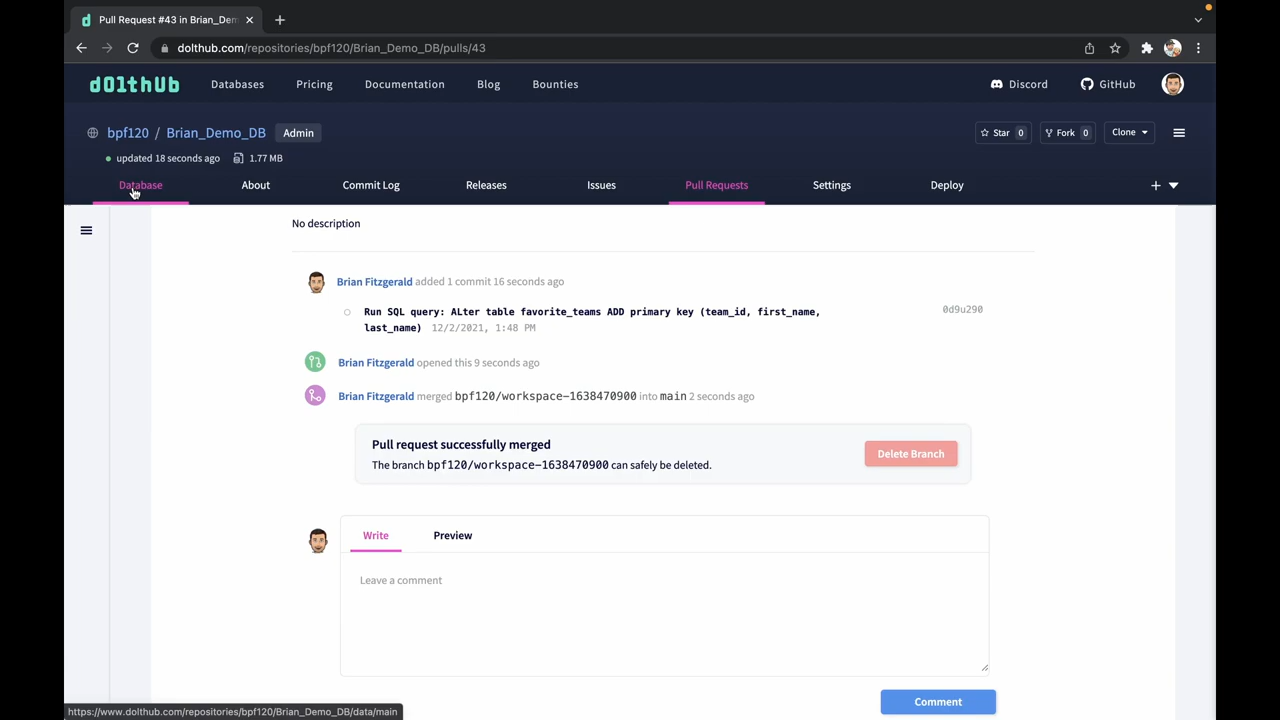 Pull Request #43 in Brian_Dem
dolthub.com/repositories/bpf120/Brian_Demo_DB/pulls/43
dolthub Databases Pricing Documentation Blog Bounties Discord GitHub
bpf120 / Brian_Demo_DB Admin Star 0 Fork 0 Clone
updated 18 seconds ago 1.77 MB
Database About Commit Log Releases Issues Pull Requests Settings Deploy
No description
Brian Fitzgerald added 1 commit 16 seconds ago
Run SQL query: ALter table favorite_teams ADD primary key (team_id, first_name, 0d9u290
last_name) 12/2/2021, 1:48 PM
Brian Fitzgerald opened this 9 seconds ago
Brian Fitzgerald merged bpf120/workspace-1638470900 into main 2 seconds ago
Pull request successfully merged
Delete Branch
The branch bpf120/workspace-1638470900 can safely be deleted.
Write Preview
Leave a comment
Comment
https://www.dolthub.com/repositories/bpf120/Brian_Demo_DB/data/main